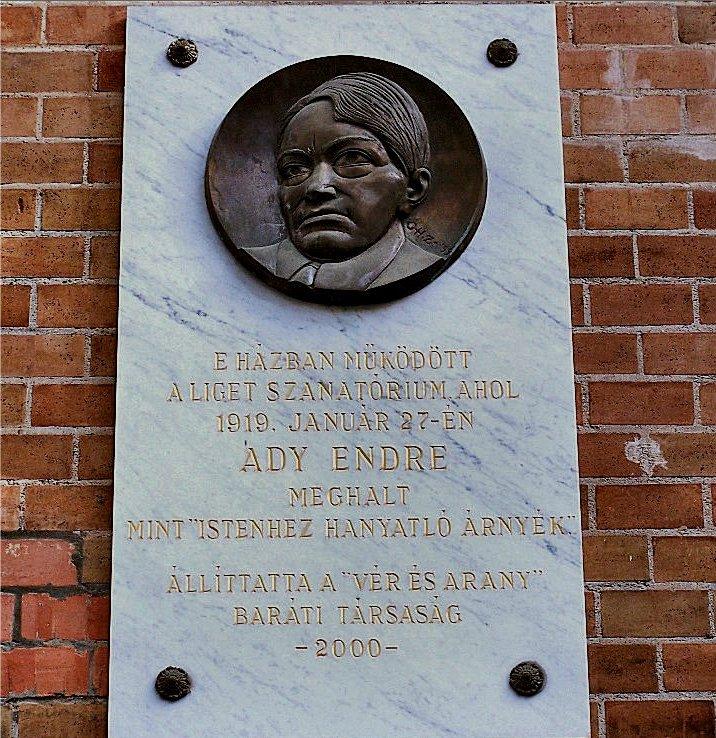 E HÁZBAN MŰKÖDÖTT
A LIGET SZANATÓRIUM, AHOL
1919. JANUÁR 27-ÉN
ADY ENDRE
MEGHALT
MINT "ISTENHEZ HANYATLÓ ÁRNYÉK"
ÁLLÍTTATTA A "VÉR ÉS ARANY"
BARÁTI TÁRSASÁG
-2000-